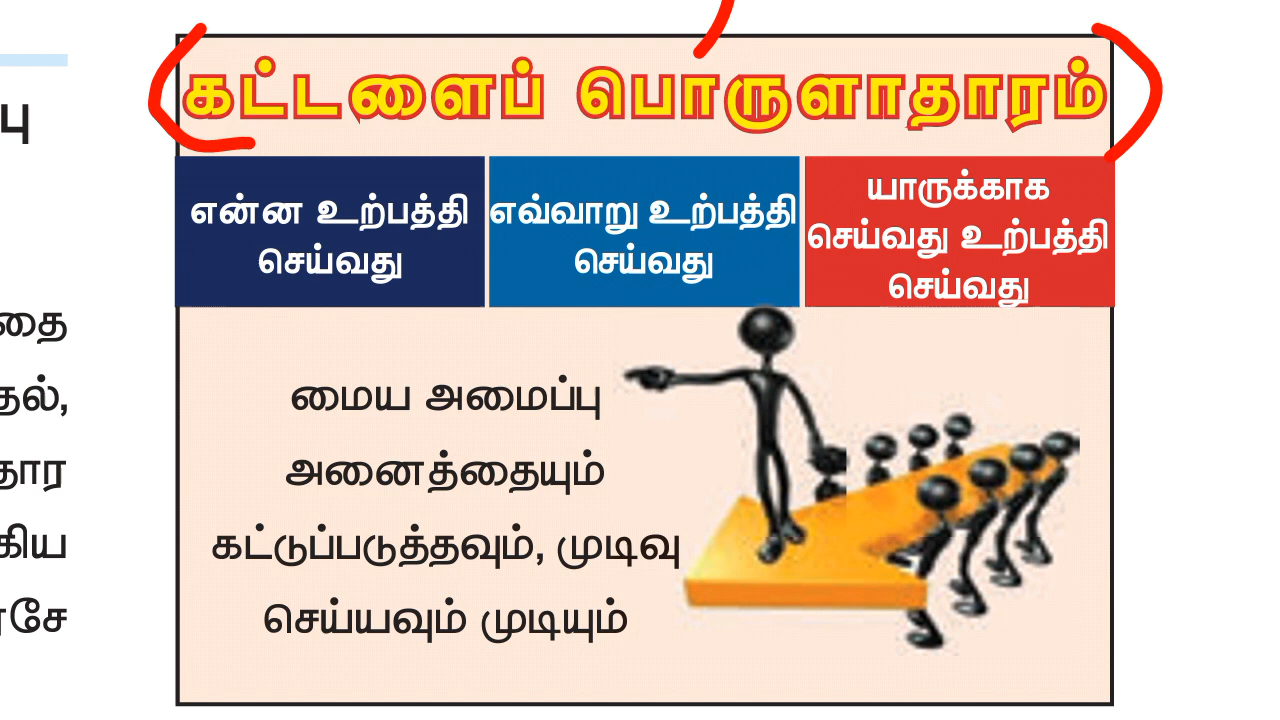 கட்டளைப் பொருளாதாரம்
என்ன உற்பத்தி
செய்வது
எவ்வாறு உற்பத்தி
செய்வது
யாருக்காக
செய்வது உற்பத்தி
செய்வது
மைய அமைப்பு
அனைத்தையும்
கட்டுப்படுத்தவும், முடிவு
செய்யவும் முடியும்